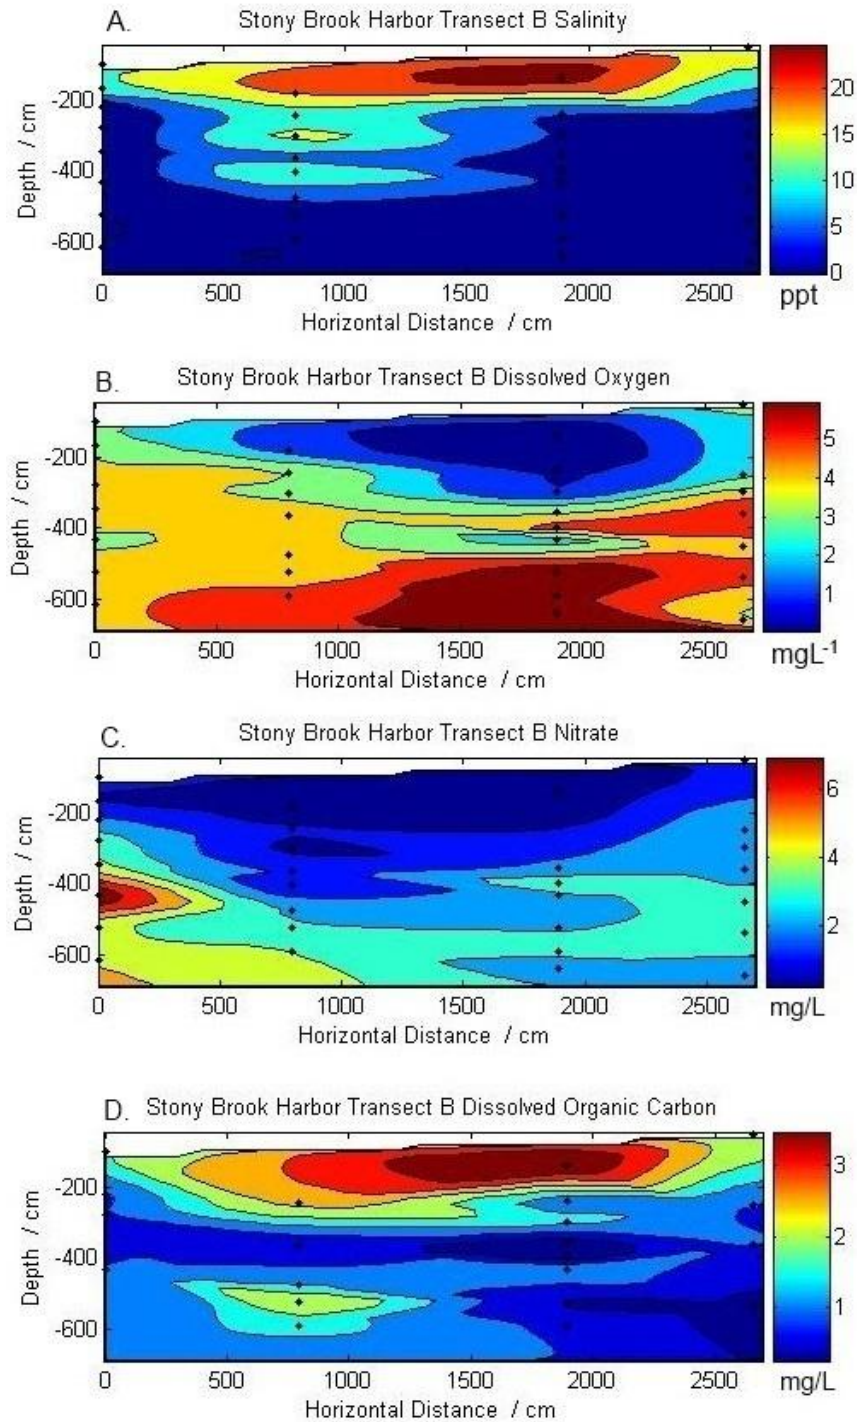 A. Stony Brook Harbor Transect B Salinity
Depth / cm
-200
-400
-600
0 500 1000 1500 2000 2500
Horizontal Distance / cm
20
15
10
5
0
ppt
B. Stony Brook Harbor Transect B Dissolved Oxygen
Depth / cm
-200
-400
-600
0 500 1000 1500 2000 2500
Horizontal Distance / cm
5
4
3
2
1
mgL-1
C. Stony Brook Harbor Transect B Nitrate
Depth / cm
-200
-400
-600
0 500 1000 1500 2000 2500
Horizontal Distance / cm
6
4
2
mg/L
D. Stony Brook Harbor Transect B Dissolved Organic Carbon
Depth / cm
-200
-400
-600
0 500 1000 1500 2000 2500
Horizontal Distance / cm
3
2
1
mg/L